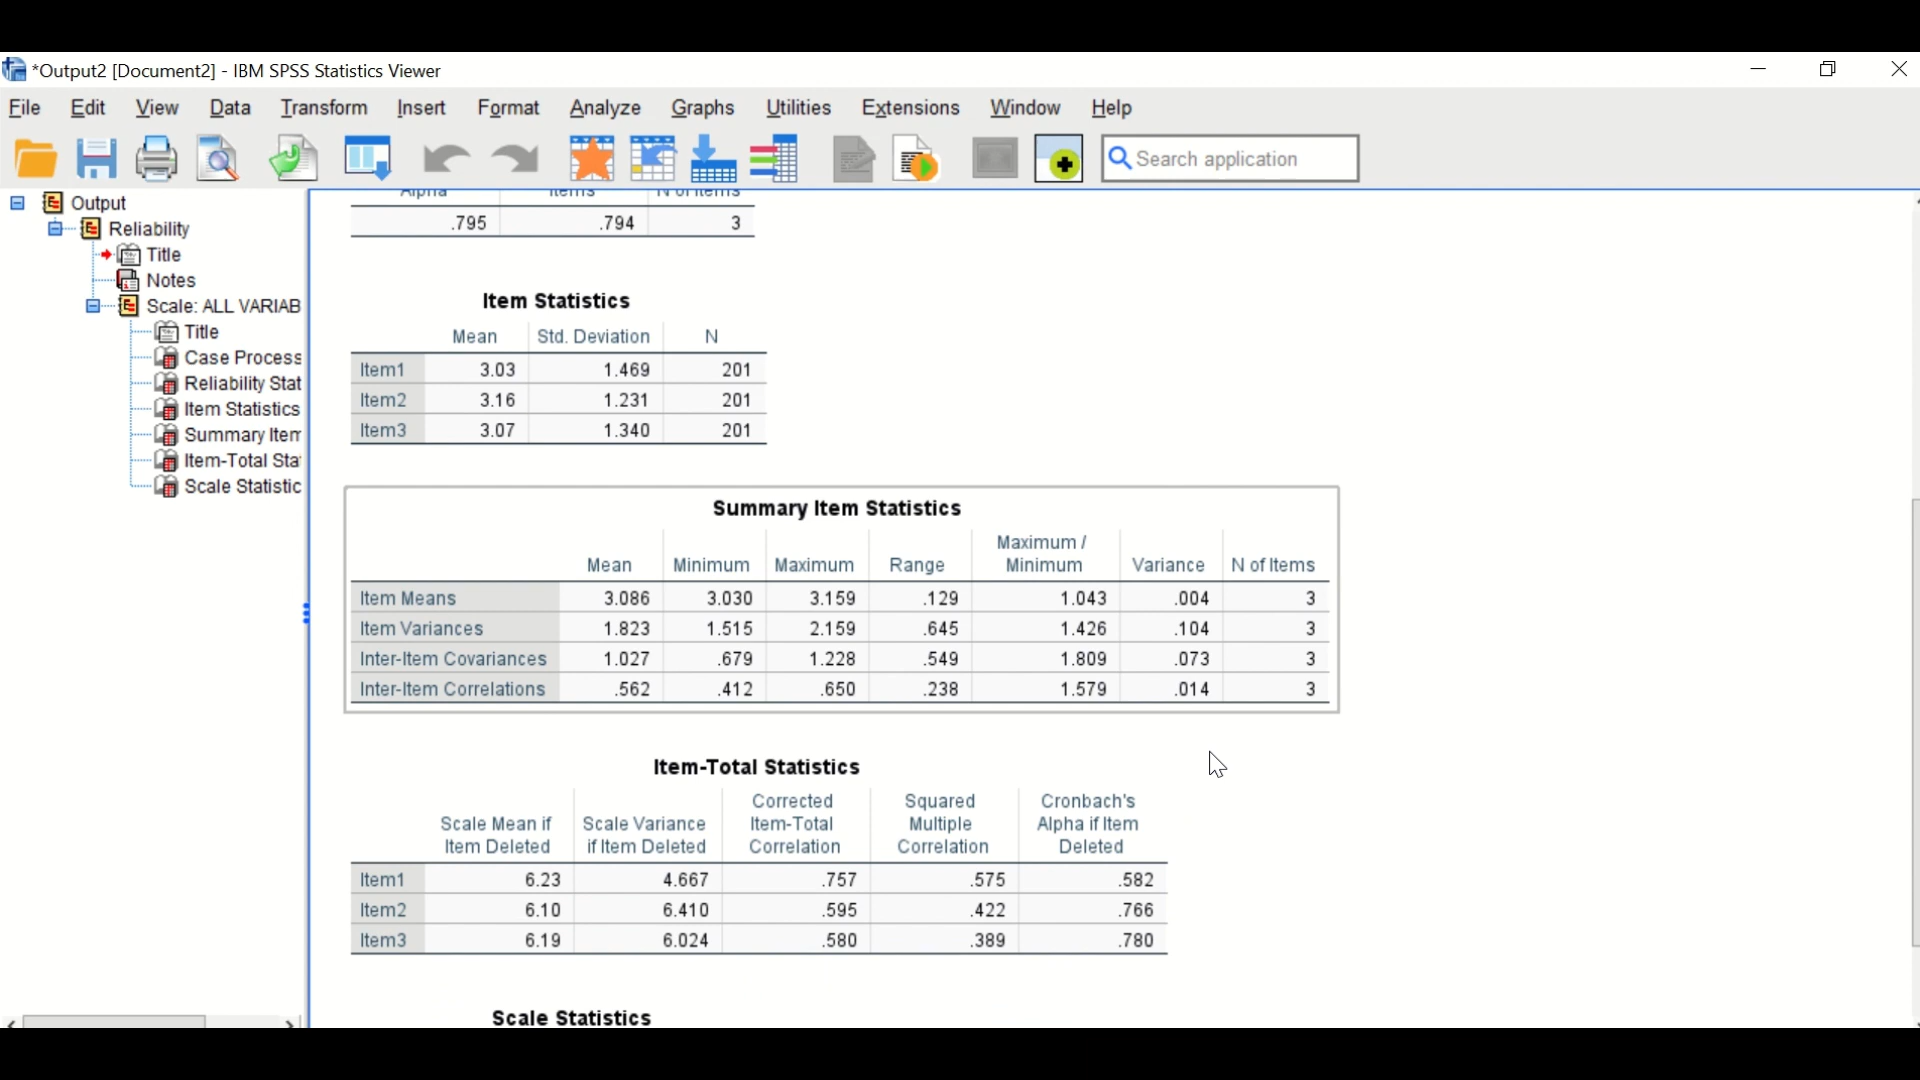 *Output2 [Document2] - IBM SPSS Statistics Viewer
File Edit View Data Transform Insert Format Analyze Graphs Utilities Extensions Window Help
Search application
Output
Reliability
Title
Notes
Scale: ALL VARIAB
Title
Case Process
Reliability Stat
Item Statistics
Summary Item
Item-Total Sta
Scale Statistic
Alpha Items N of Items
.795 .794 3
Item Statistics
Mean Std. Deviation N
Item1 3.03 1.469 201
Item2 3.16 1.231 201
Item3 3.07 1.340 201
Summary Item Statistics
Mean Minimum Maximum Range Maximum / Minimum Variance N of Items
Item Means 3.086 3.030 3.159 .129 1.043 .004 3
Item Variances 1.823 1.515 2.159 .645 1.426 .104 3
Inter-Item Covariances 1.027 .679 1.228 .549 1.809 .073 3
Inter-Item Correlations .562 .412 .650 .238 1.579 .014 3
Item-Total Statistics
Scale Mean if Item Deleted Scale Variance if Item Deleted Corrected Item-Total Correlation Squared Multiple Correlation Cronbach's Alpha if Item Deleted
Item1 6.23 4.667 .757 .575 .582
Item2 6.10 6.410 .595 .422 .766
Item3 6.19 6.024 .580 .389 .780
Scale Statistics